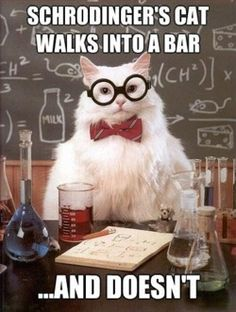 SCHRODINGER'S CAT
WALKS INTO A BAR
MILK
...AND DOESN'T